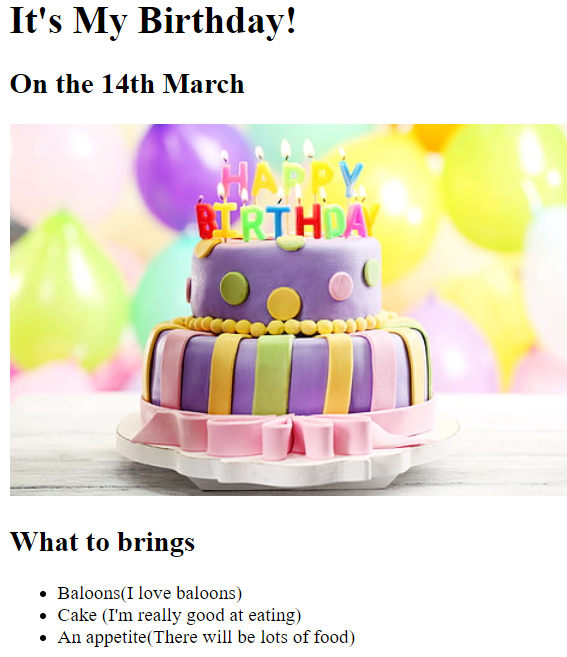 It's My Birthday!
On the 14th March
HAPPY
BIRTHDAY
What to brings
Baloons(I love baloons)
Cake (I'm really good at eating)
An appetite(There will be lots of food)